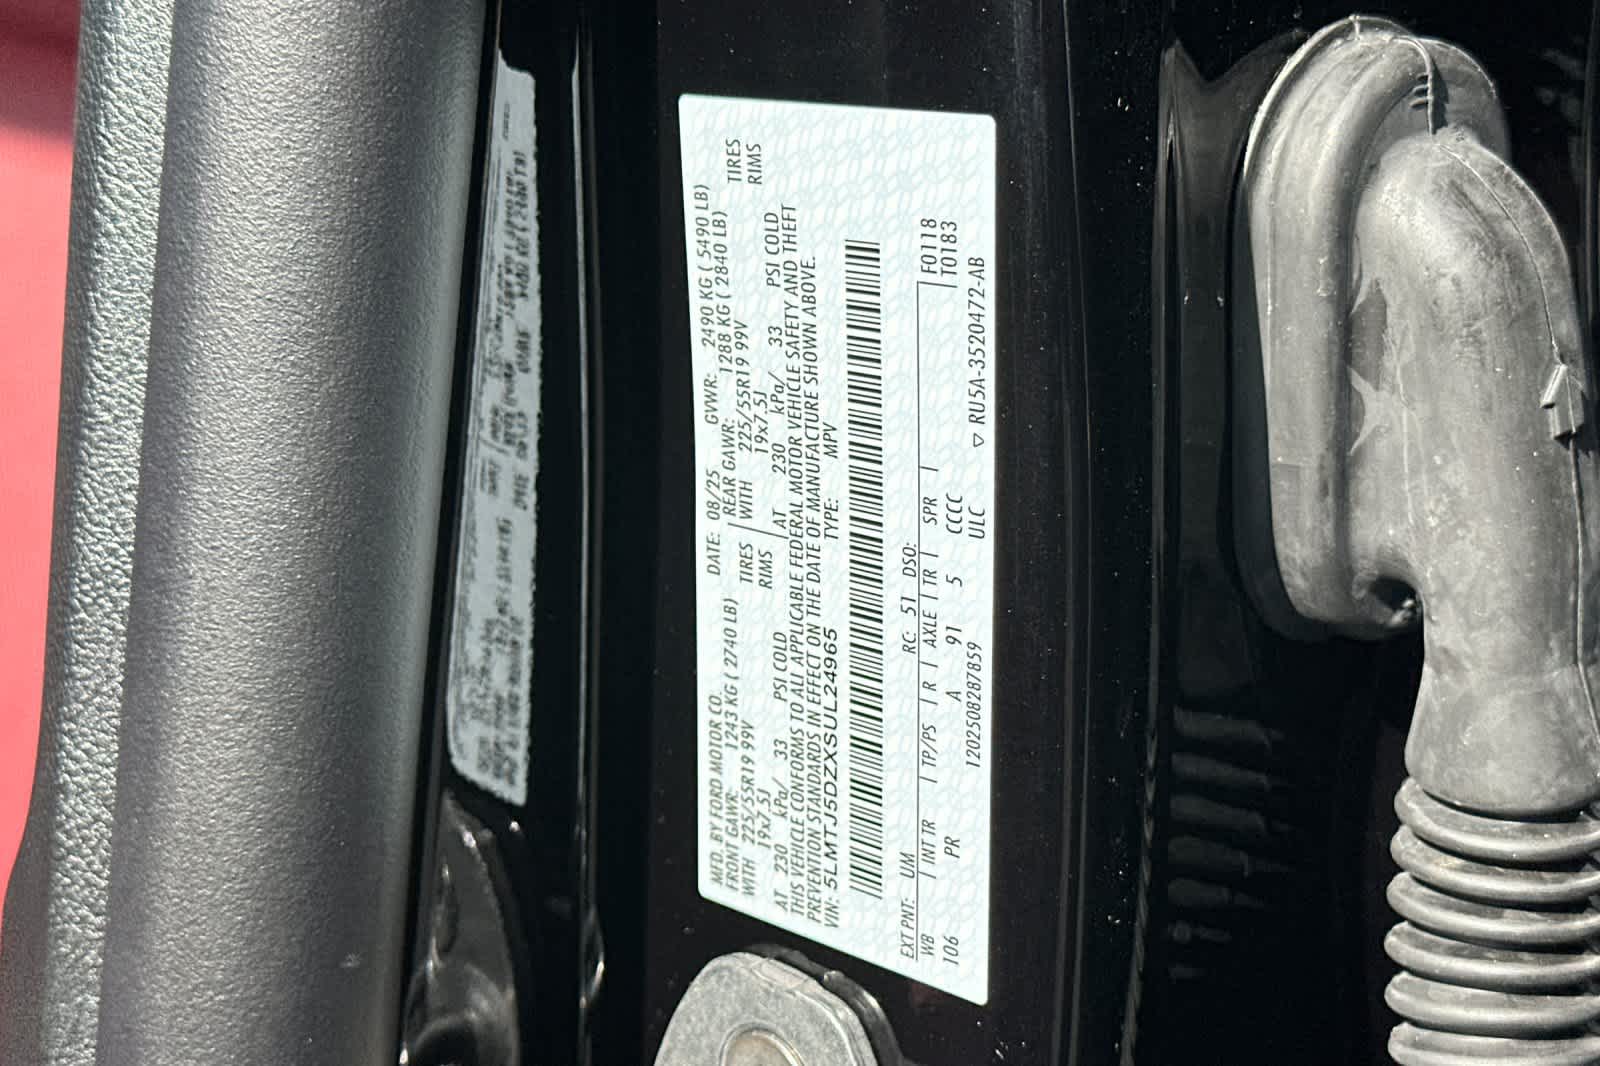 MFD. BY FORD MOTOR CO.
DATE: 08/25 GVWR: 2490 KG ( 5490 LB)
FRONT GAWR: 1243 KG ( 2740 LB) REAR GAWR: 1288 KG ( 2840 LB)
WITH 225/55R19 99V TIRES WITH 225/55R19 99V TIRES
19x7.5J RIMS 19x7.5J RIMS
AT 230 kPa/ 33 PSI COLD AT 230 kPa/ 33 PSI COLD
THIS VEHICLE CONFORMS TO ALL APPLICABLE FEDERAL MOTOR VEHICLE SAFETY AND THEFT
PREVENTION STANDARDS IN EFFECT ON THE DATE OF MANUFACTURE SHOWN ABOVE.
VIN: 5LMTJ5DZXSUL24965 TYPE: MPV
EXT PNT: UM RC: 51 DSO:
WB INT TR TP/PS R AXLE TR SPR F0118
106 PR A 91 5 CCCC T0183
12025082878​59 ULC ▽ RU5A-3520472-AB